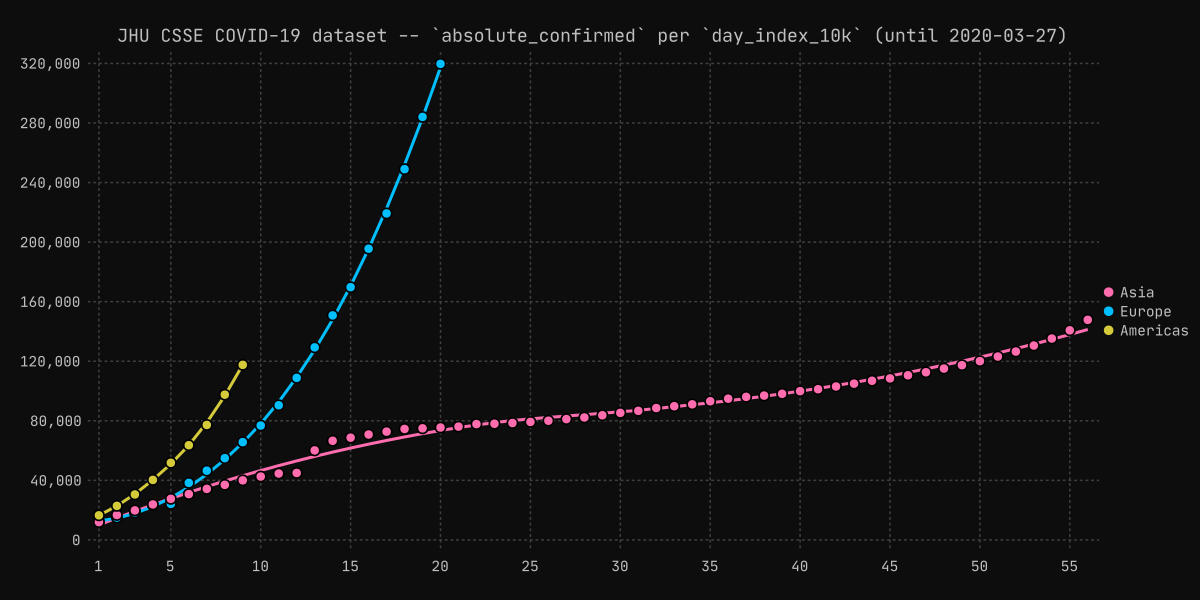 JHU CSSE COVID-19 dataset -- `absolute_confirmed` per `day_index_10k` (until 2020-03-27)
320,000
280,000
240,000
200,000
160,000
120,000
80,000
40,000
0
1 5 10 15 20 25 30 35 40 45 50 55
Asia
Europe
Americas